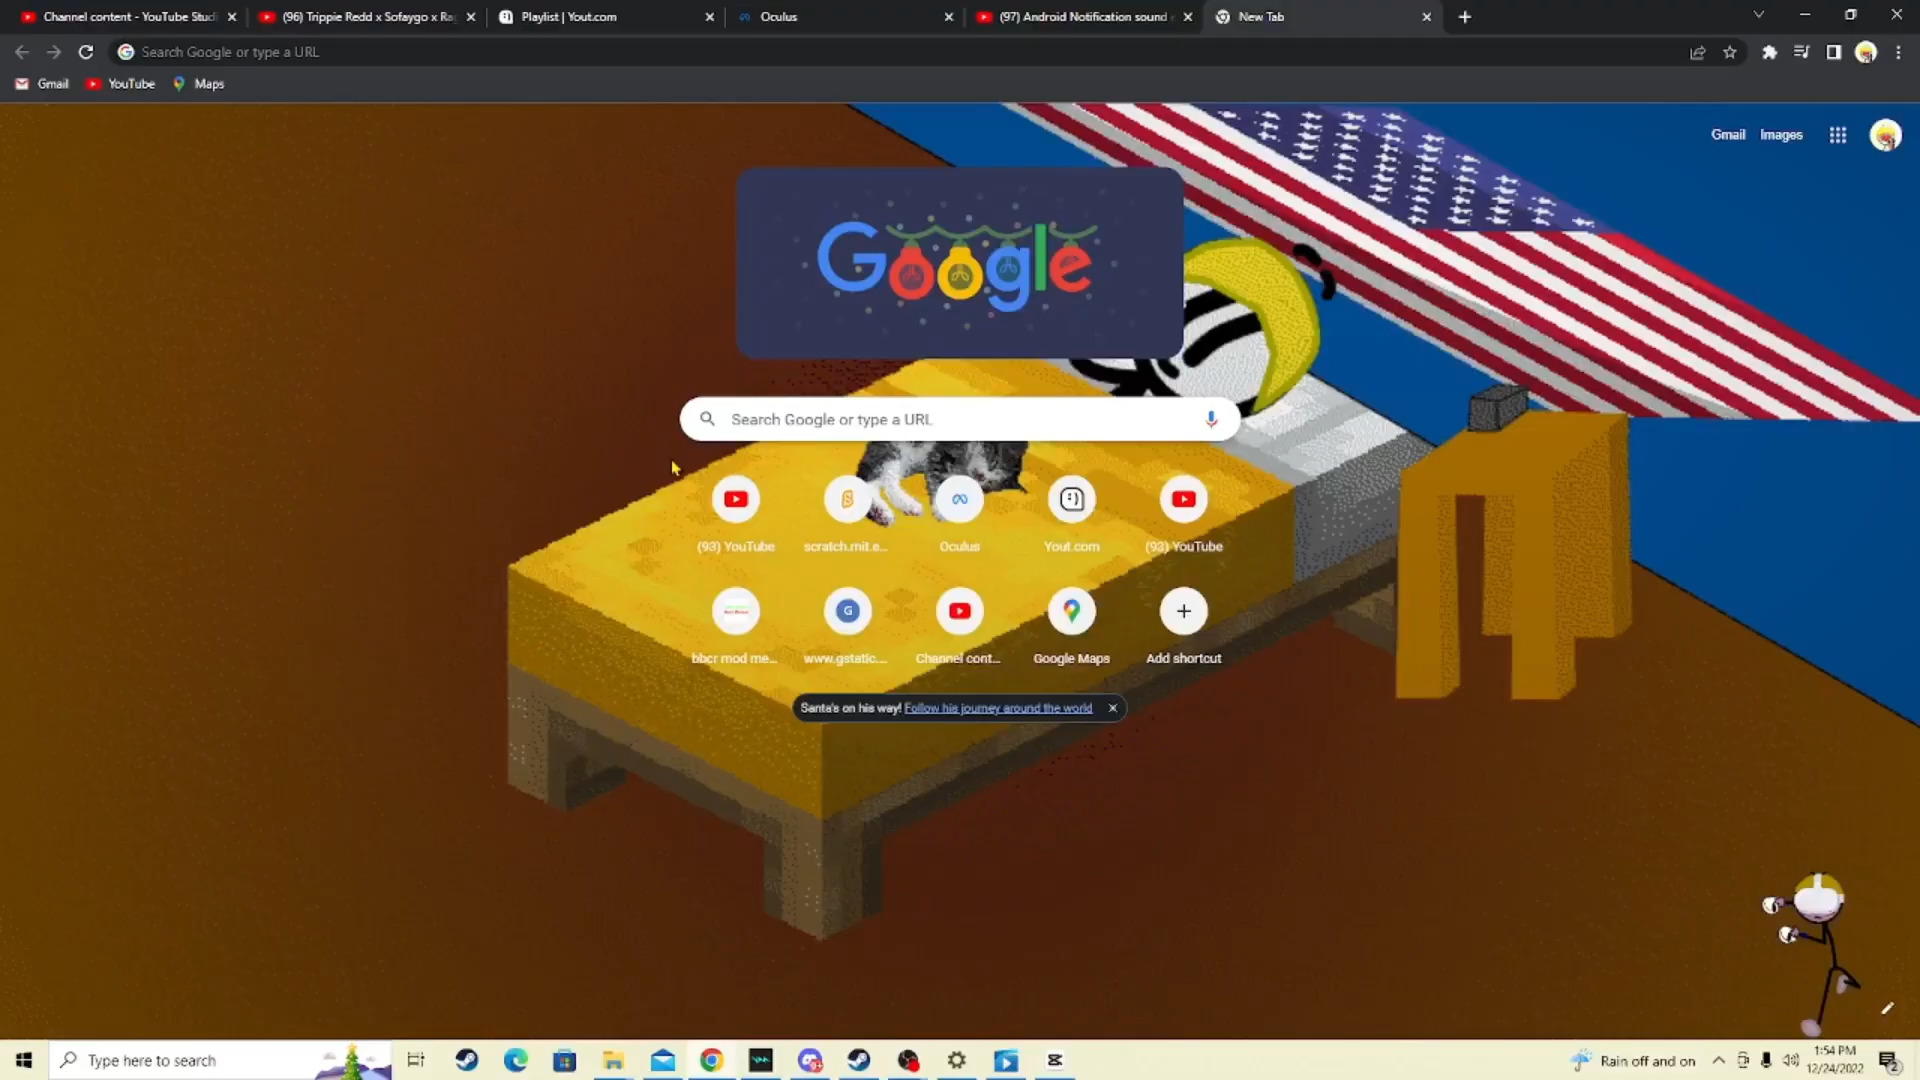 Channel content - YouTube Studi
(96) Trippie Redd x Sofaygo x Ra
Playlist | Yout.com
Oculus
(97) Android Notification sound
New Tab
Search Google or type a URL
Gmail
YouTube
Maps
Gmail
Images
Google
Search Google or type a URL
(93) YouTube
scratch.mit.e...
Oculus
Yout.com
(93) YouTube
G
bbcr mod me...
www.gstatic....
Channel cont...
Google Maps
Add shortcut
Santa's on his way! Follow his journey around the world
Type here to search
Rain off and on
1:54 PM
12/24/2022
2